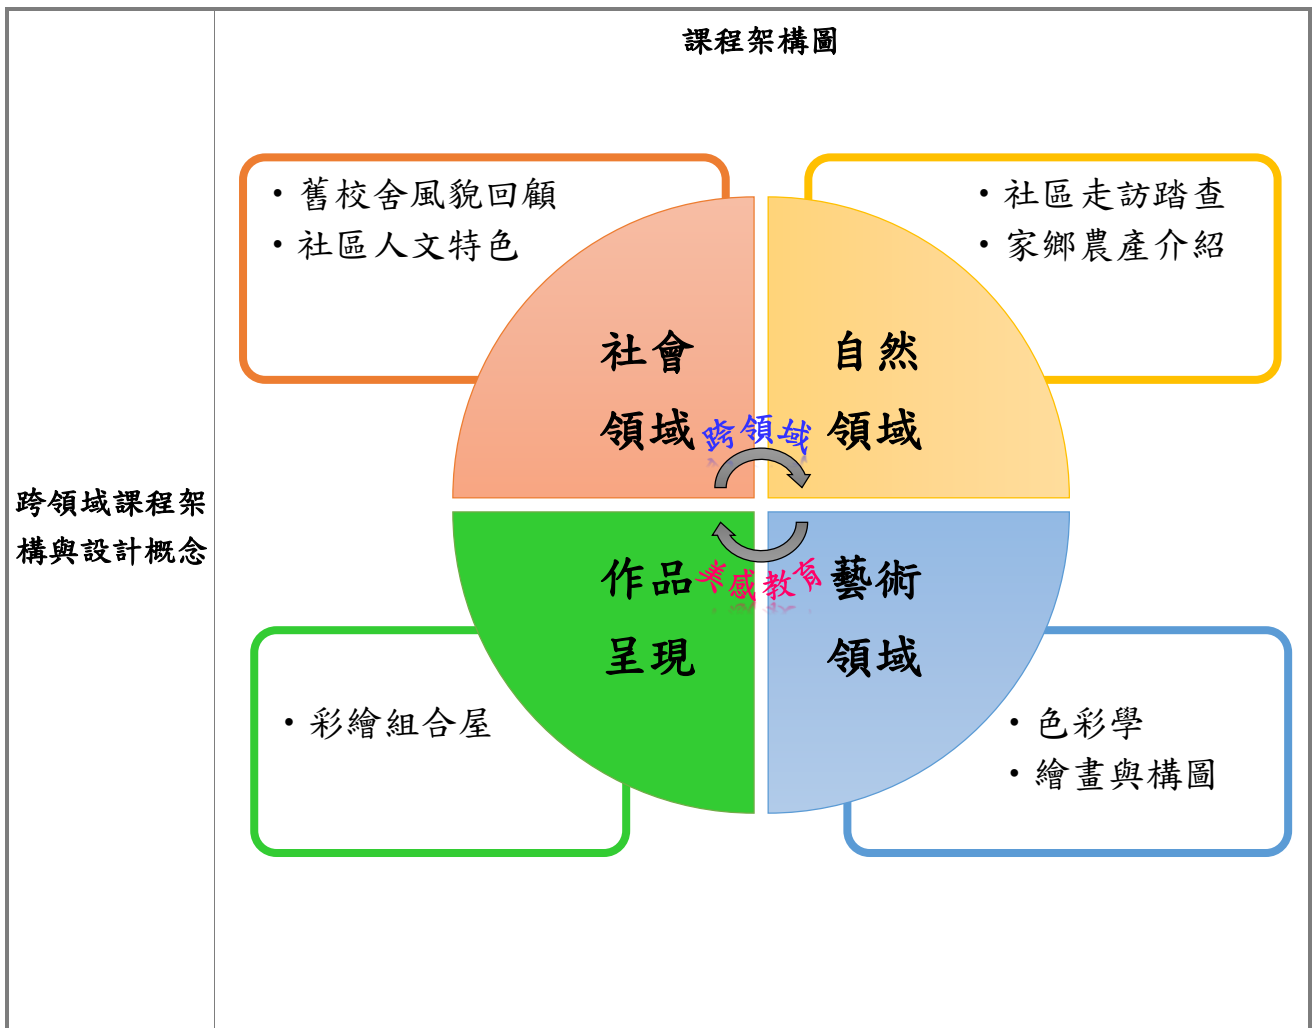 課程架構圖
跨領域課程架
構與設計概念
・舊校舍風貌回顧
・社區人文特色
・社區走訪踏查
・家鄉農產介紹
社會
領域
自然
領域
跨領域
美感教育
作品
呈現
藝術
領域
・彩繪組合屋
・色彩學
・繪畫與構圖